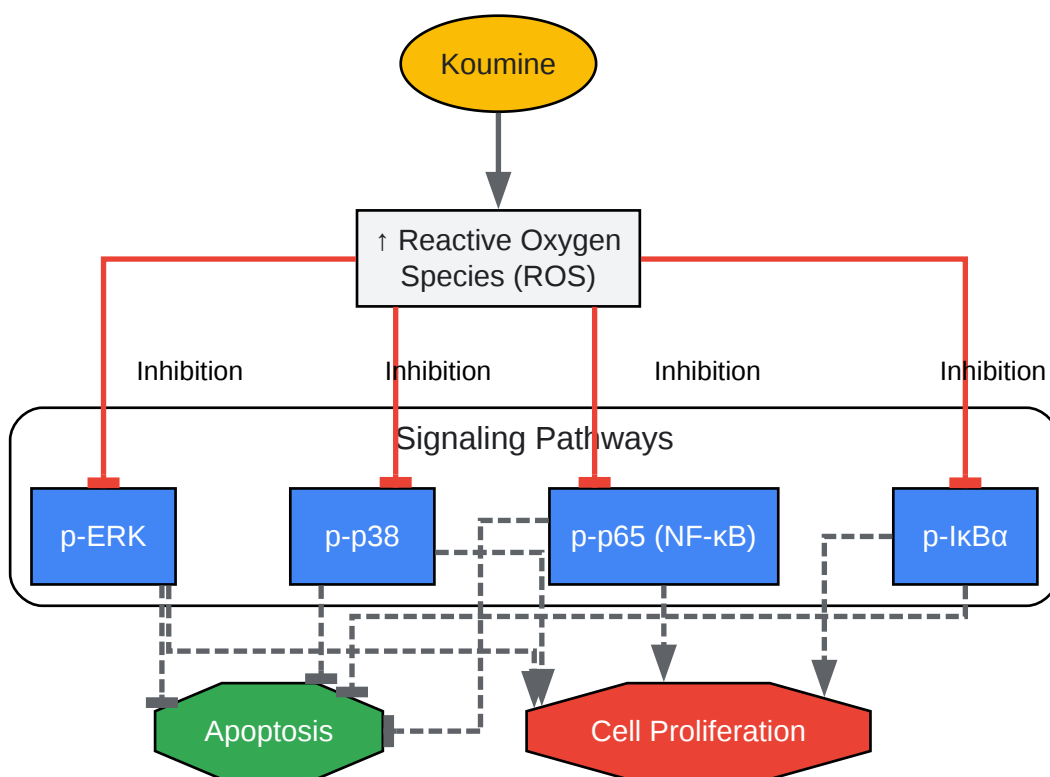 Koumine
↑ Reactive Oxygen
Species (ROS)
Inhibition
Inhibition
Inhibition
Inhibition
Signaling Pathways
p-ERK
p-p38
p-p65 (NF-κB)
p-IκBα
Apoptosis
Cell Proliferation